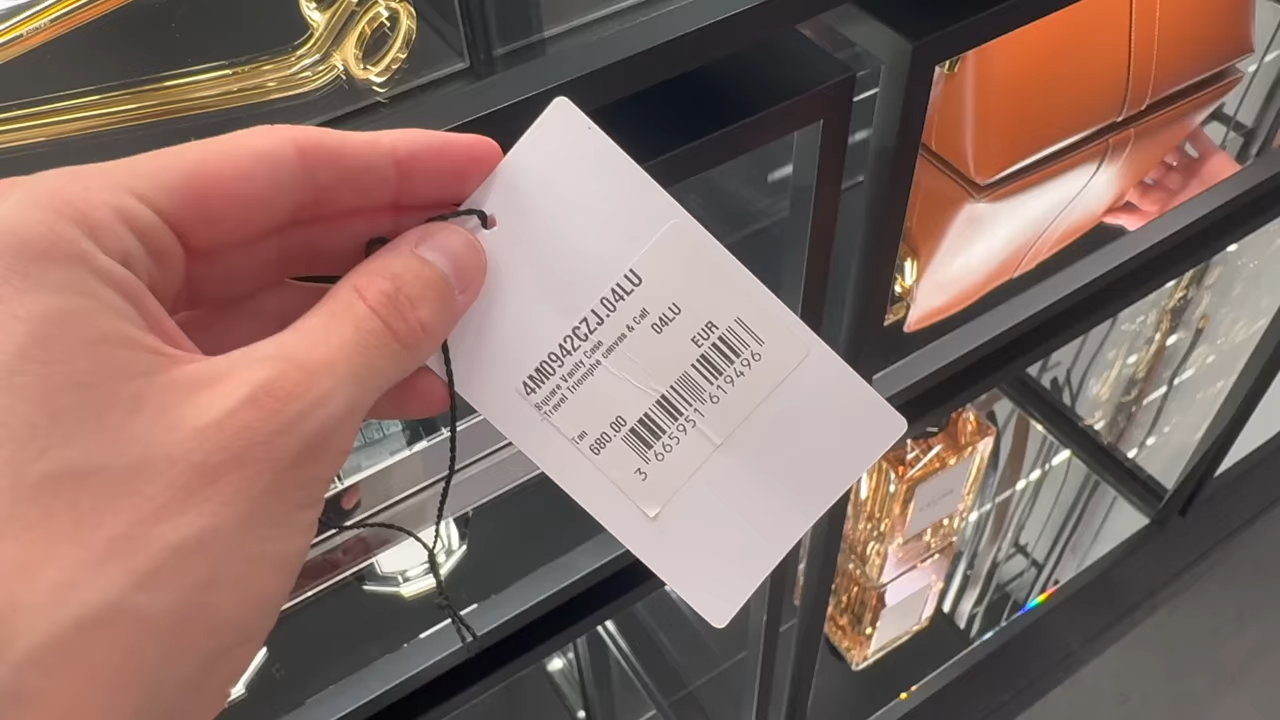 4M0942CZJ.04LU
Square Vanity Case
Travel Triomphe canvas & Calf
04LU
Tan
680.00 EUR
3 665951 619496